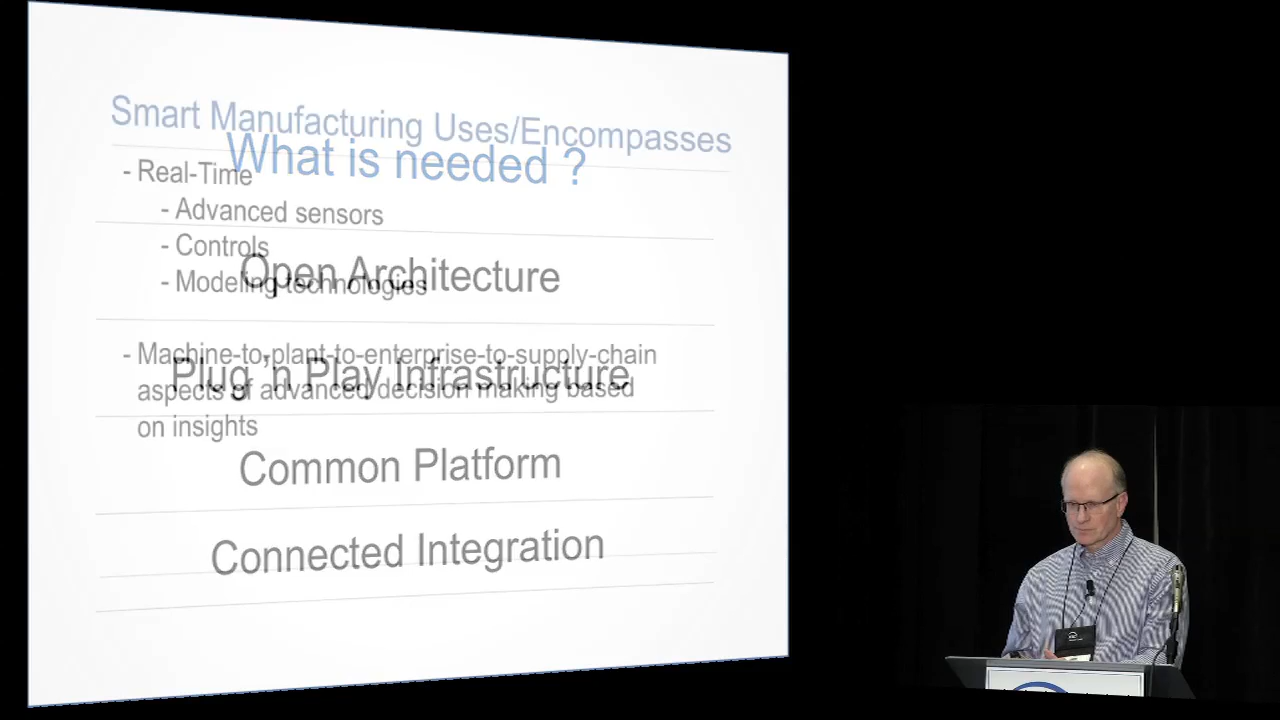 Smart Manufacturing Uses/Encompasses
What is needed ?
- Real-Time
- Advanced sensors
- Controls
Open Architecture
- Modeling technologies
- Machine-to-plant-to-enterprise-to-supply-chain
Plug 'n Play Infrastructure
aspects of advanced decision making based
on insights
Common Platform
Connected Integration